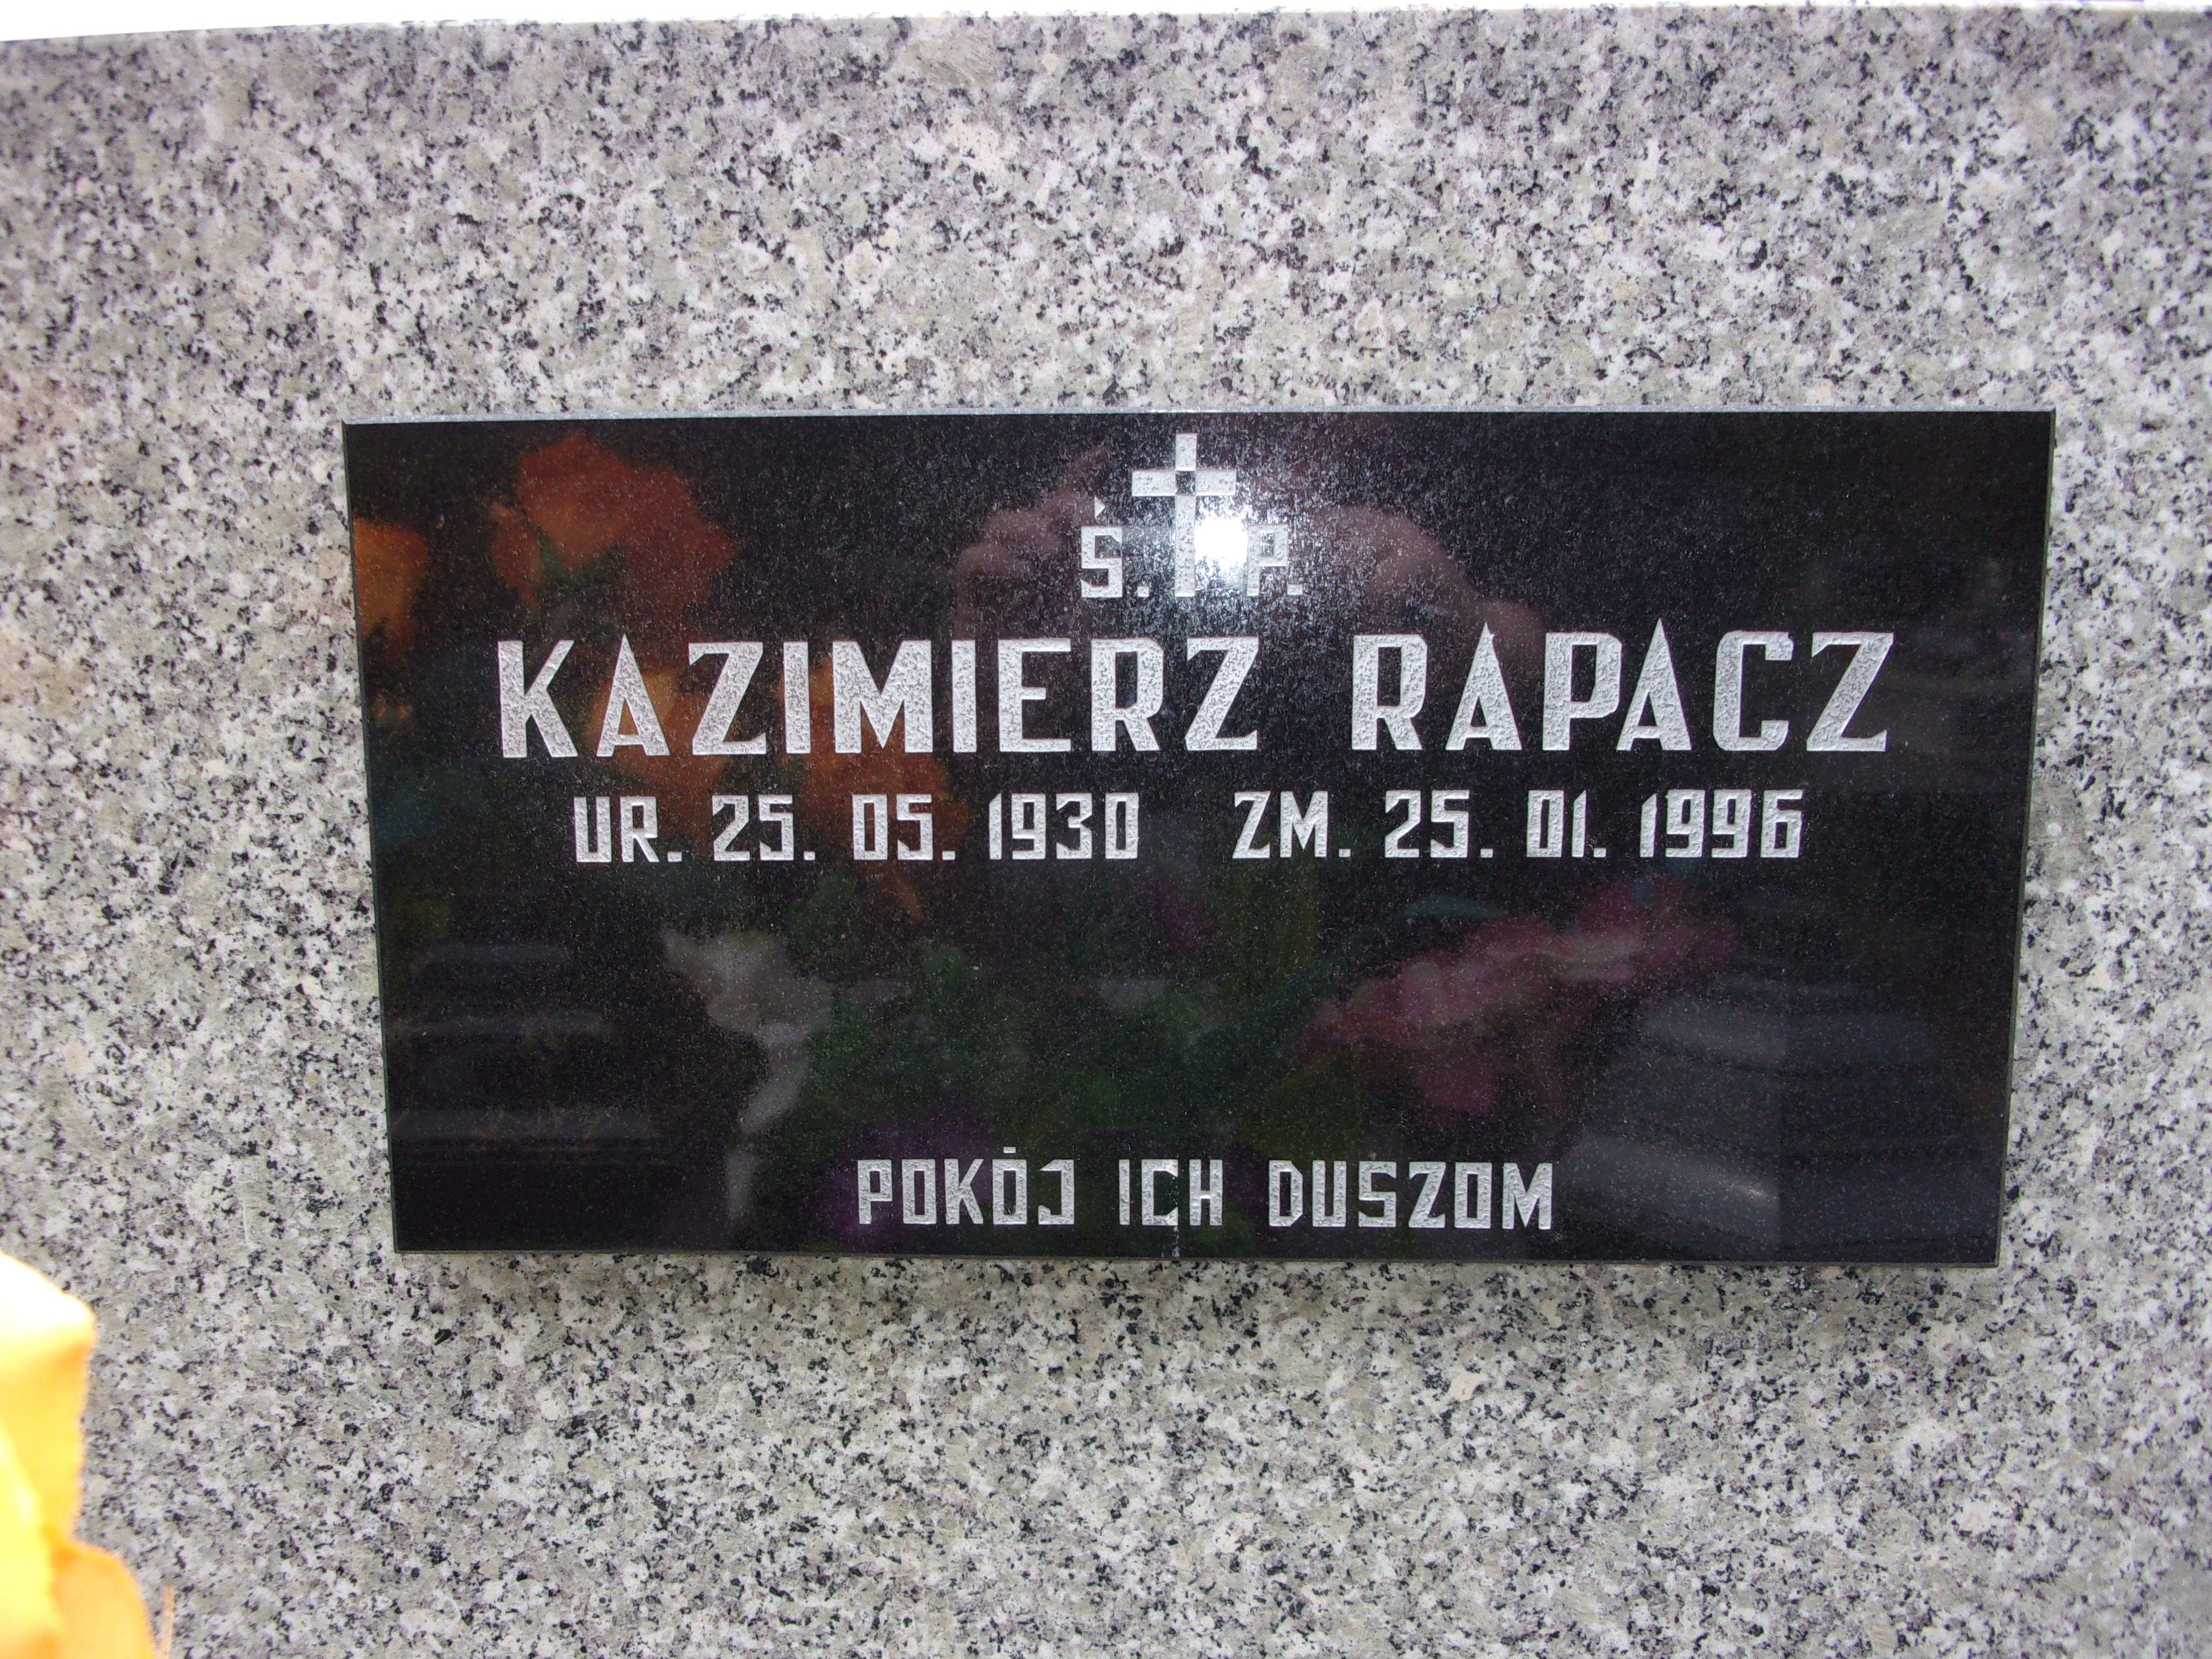 Ś. P.
KAZIMIERZ RAPACZ
UR. 25. 05. 1930 ZM. 25. 01. 1996
POKÓJ ICH DUSZOM